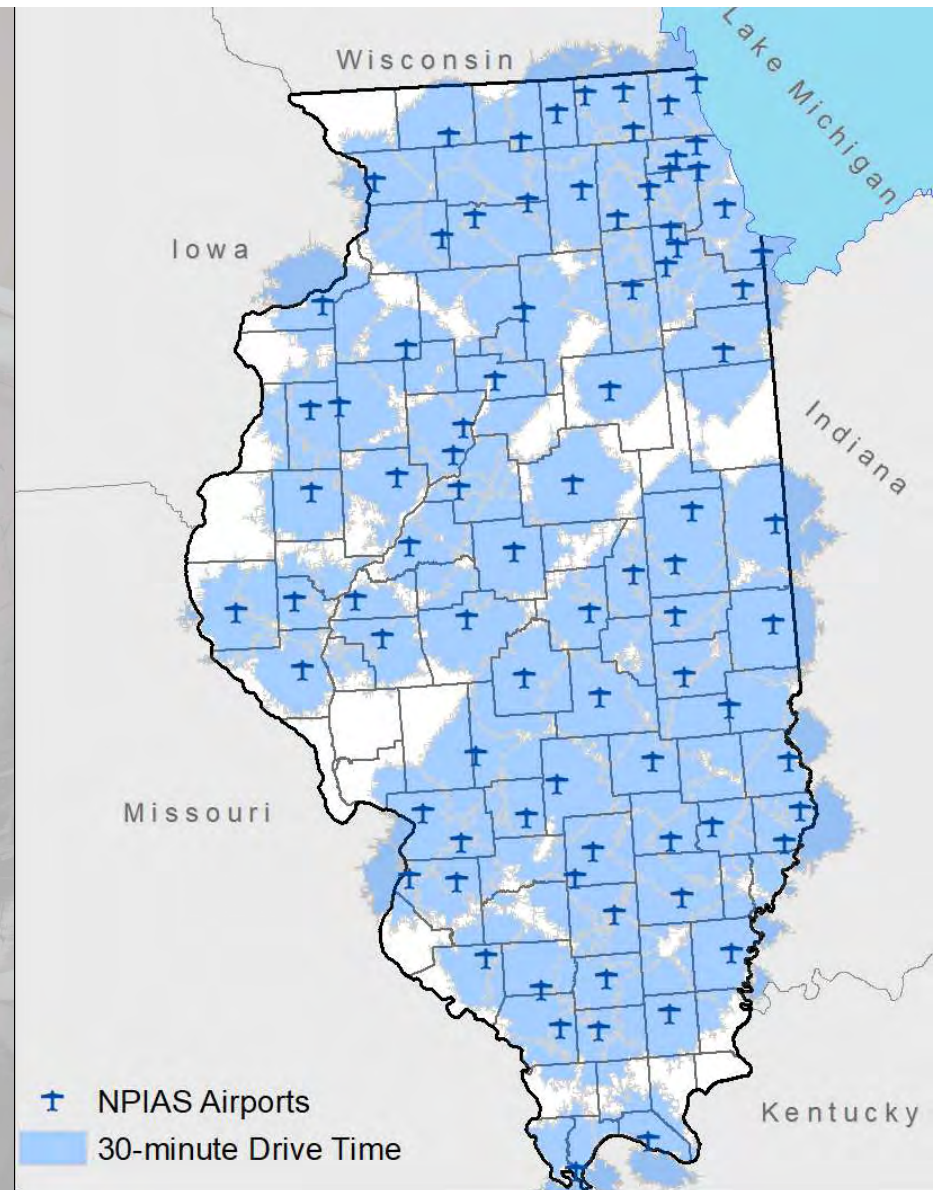 Wisconsin
Lake Michigan
Iowa
Indiana
Missouri
Kentucky
NPIAS Airports
30-minute Drive Time